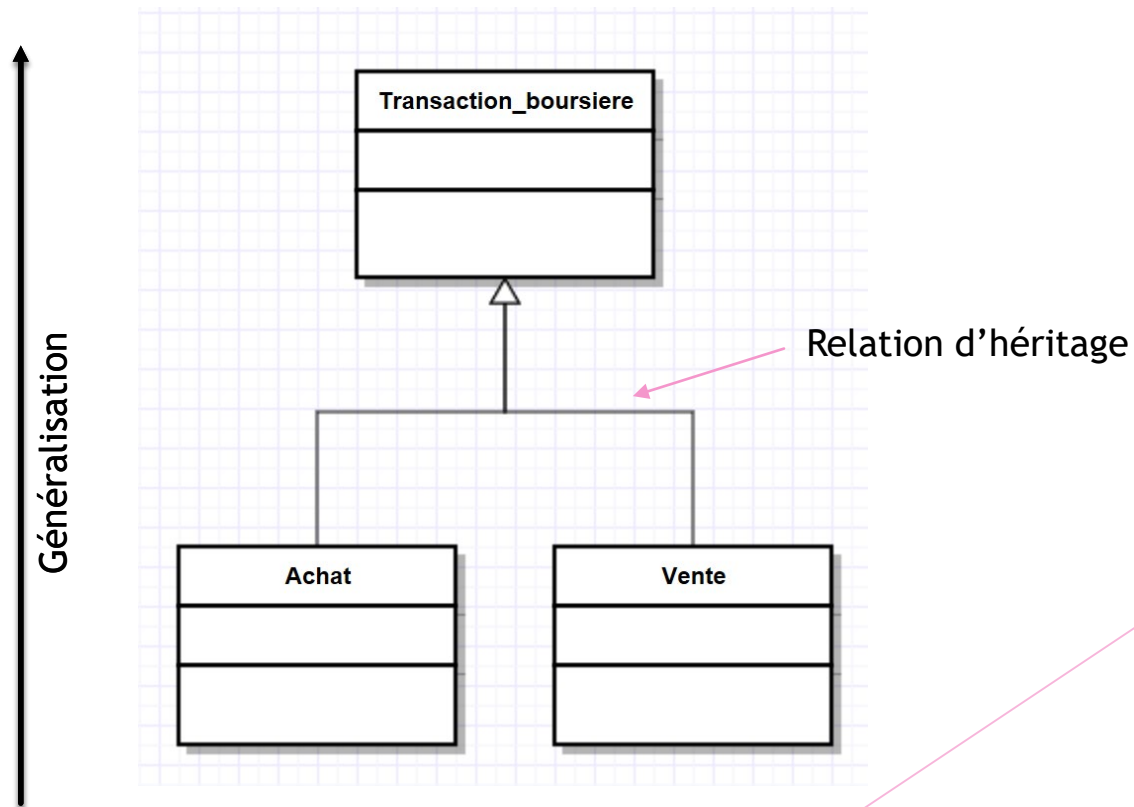 Transaction_boursiere
Généralisation
Relation d’héritage
Achat
Vente